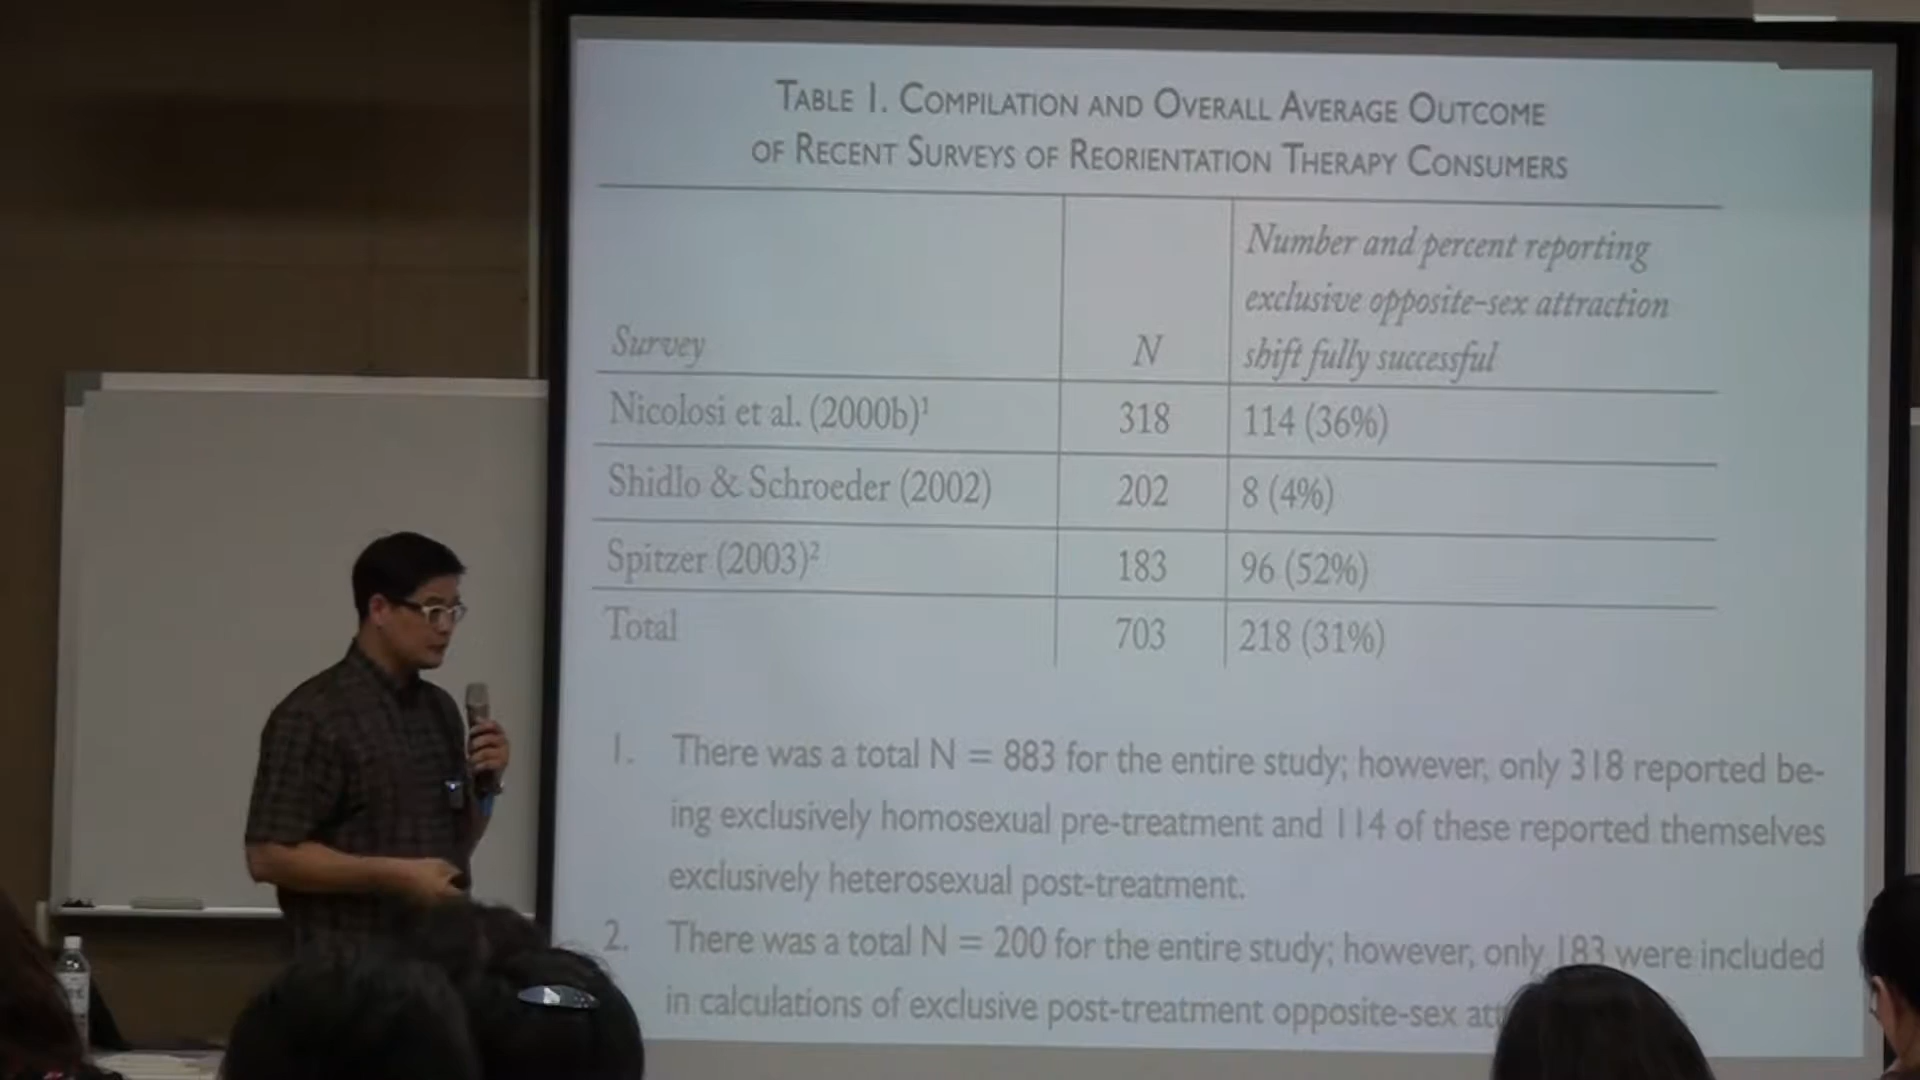 TABLE 1. COMPILATION AND OVERALL AVERAGE OUTCOME
OF RECENT SURVEYS OF REORIENTATION THERAPY CONSUMERS
Survey N Number and percent reporting
exclusive opposite-sex attraction
shift fully successful
Nicolosi et al. (2000b)¹ 318 114 (36%)
Shidlo & Schroeder (2002) 202 8 (4%)
Spitzer (2003)² 183 96 (52%)
Total 703 218 (31%)
1. There was a total N = 883 for the entire study; however, only 318 reported be-
ing exclusively homosexual pre-treatment and 114 of these reported themselves
exclusively heterosexual post-treatment.
2. There was a total N = 200 for the entire study; however, only 183 were included
in calculations of exclusive post-treatment opposite-sex